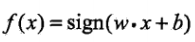 f(x) = sign(w•x + b)